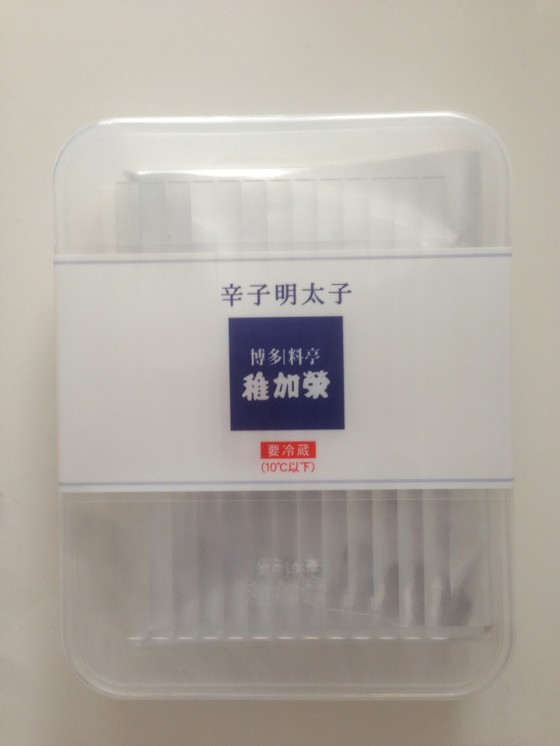 辛子明太子
博多|料亭
稚加榮
要冷蔵
(10℃以下)